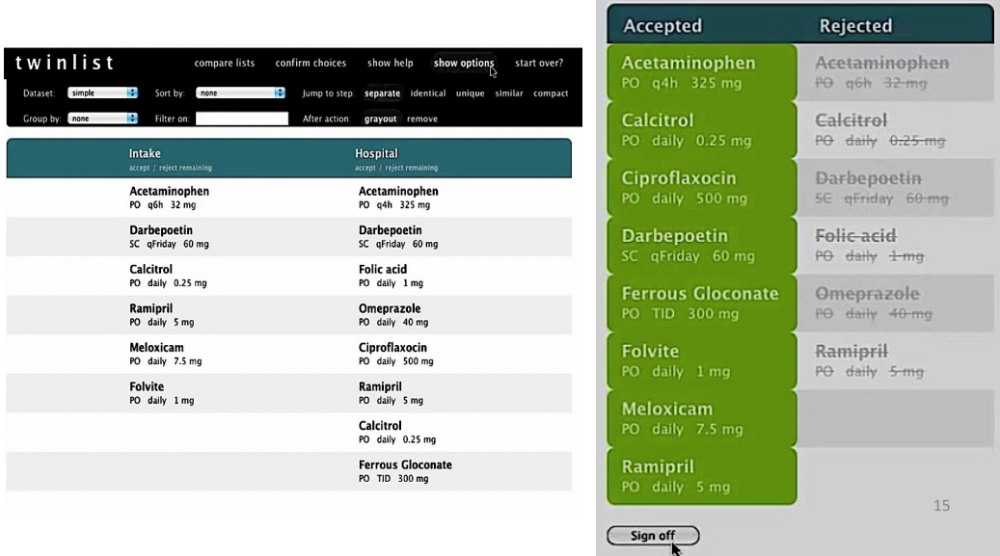 twinlist compare lists confirm choices show help show options start over?
Dataset: simple Sort by: none Jump to step: separate identical unique similar compact
Group by: none Filter on: After action: grayout remove
Intake Hospital
accept / reject remaining accept / reject remaining
Acetaminophen Acetaminophen
PO q6h 32 mg PO q4h 325 mg
Darbepoetin Darbepoetin
SC qFriday 60 mg SC qFriday 60 mg
Calcitrol Folic acid
PO daily 0.25 mg PO daily 1 mg
Ramipril Omeprazole
PO daily 5 mg PO daily 40 mg
Meloxicam Ciproflaxocin
PO daily 7.5 mg PO daily 500 mg
Folvite Ramipril
PO daily 1 mg PO daily 5 mg
Calcitrol
PO daily 0.25 mg
Ferrous Gloconate
PO TID 300 mg
Accepted Rejected
Acetaminophen Acetaminophen
PO q4h 325 mg PO q6h 32 mg
Calcitrol Calcitrol
PO daily 0.25 mg PO daily 0.25 mg
Ciproflaxocin Darbepoetin
PO daily 500 mg SC qFriday 60 mg
Darbepoetin Folic acid
SC qFriday 60 mg PO daily 1 mg
Ferrous Gloconate Omeprazole
PO TID 300 mg PO daily 40 mg
Folvite Ramipril
PO daily 1 mg PO daily 5 mg
Meloxicam
PO daily 7.5 mg
Ramipril
PO daily 5 mg
15
Sign off